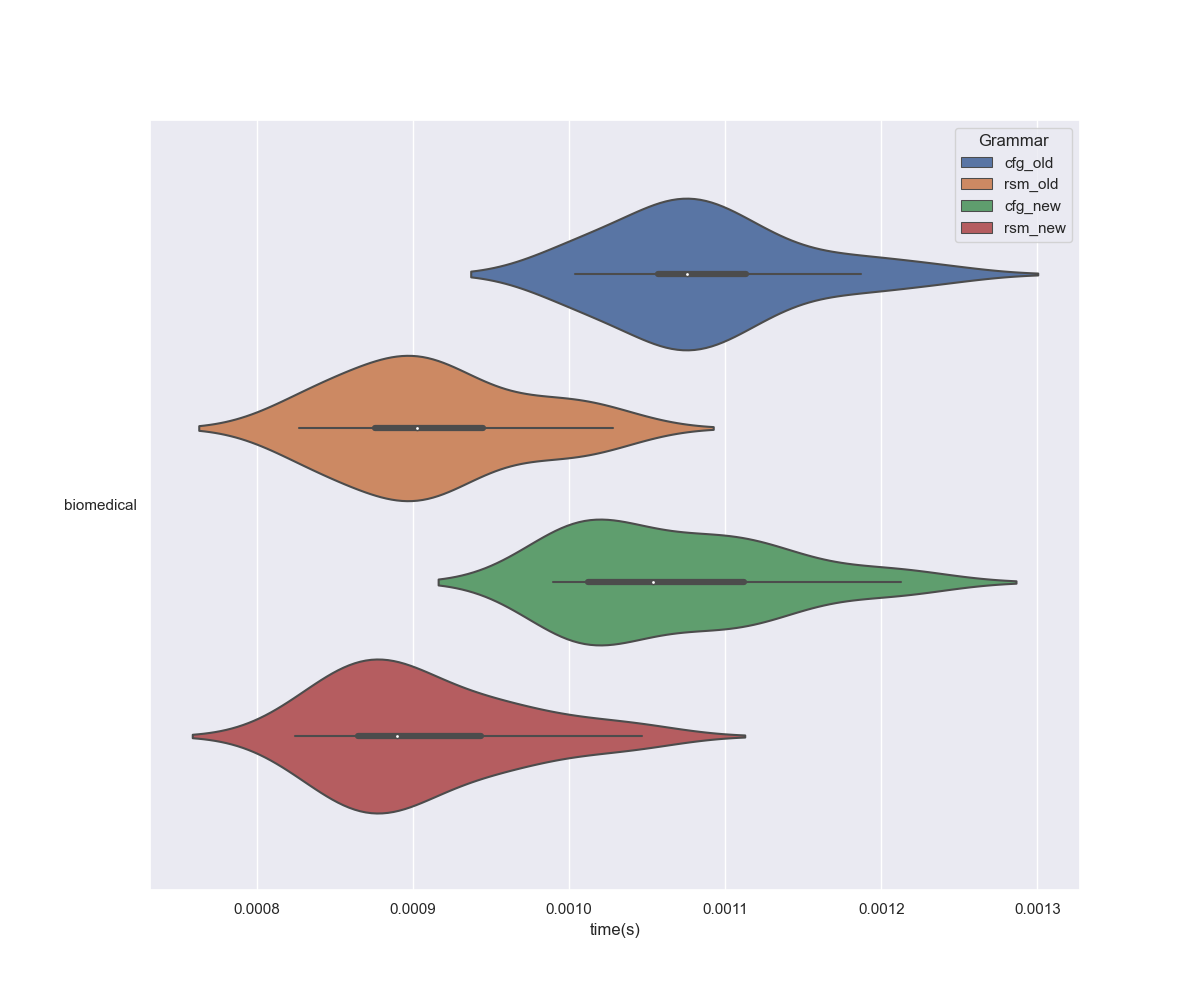 Grammar
cfg_old
rsm_old
cfg_new
rsm_new
biomedical
0.0008 0.0009 0.0010 0.0011 0.0012 0.0013
time(s)